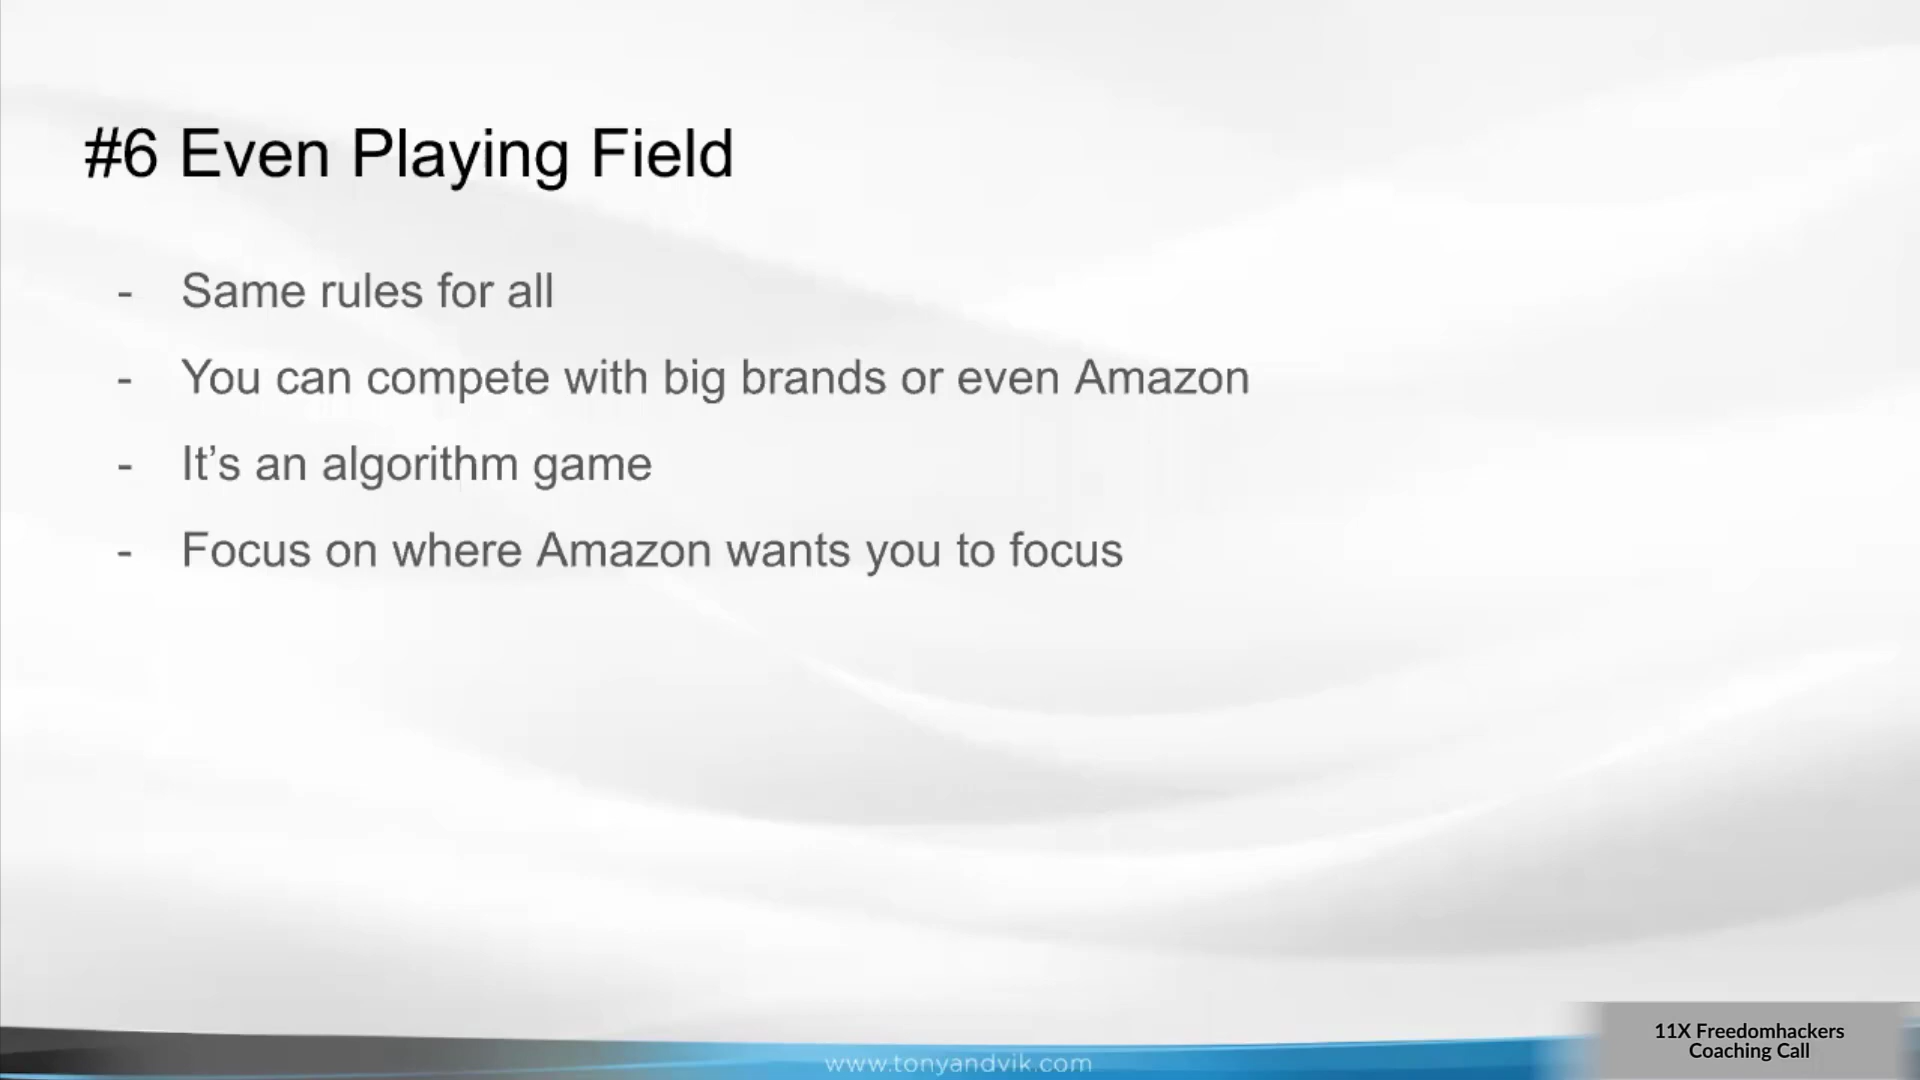 #6 Even Playing Field
- Same rules for all
- You can compete with big brands or even Amazon
- It’s an algorithm game
- Focus on where Amazon wants you to focus
www.tonyandvik.com
11X Freedomhackers
Coaching Call